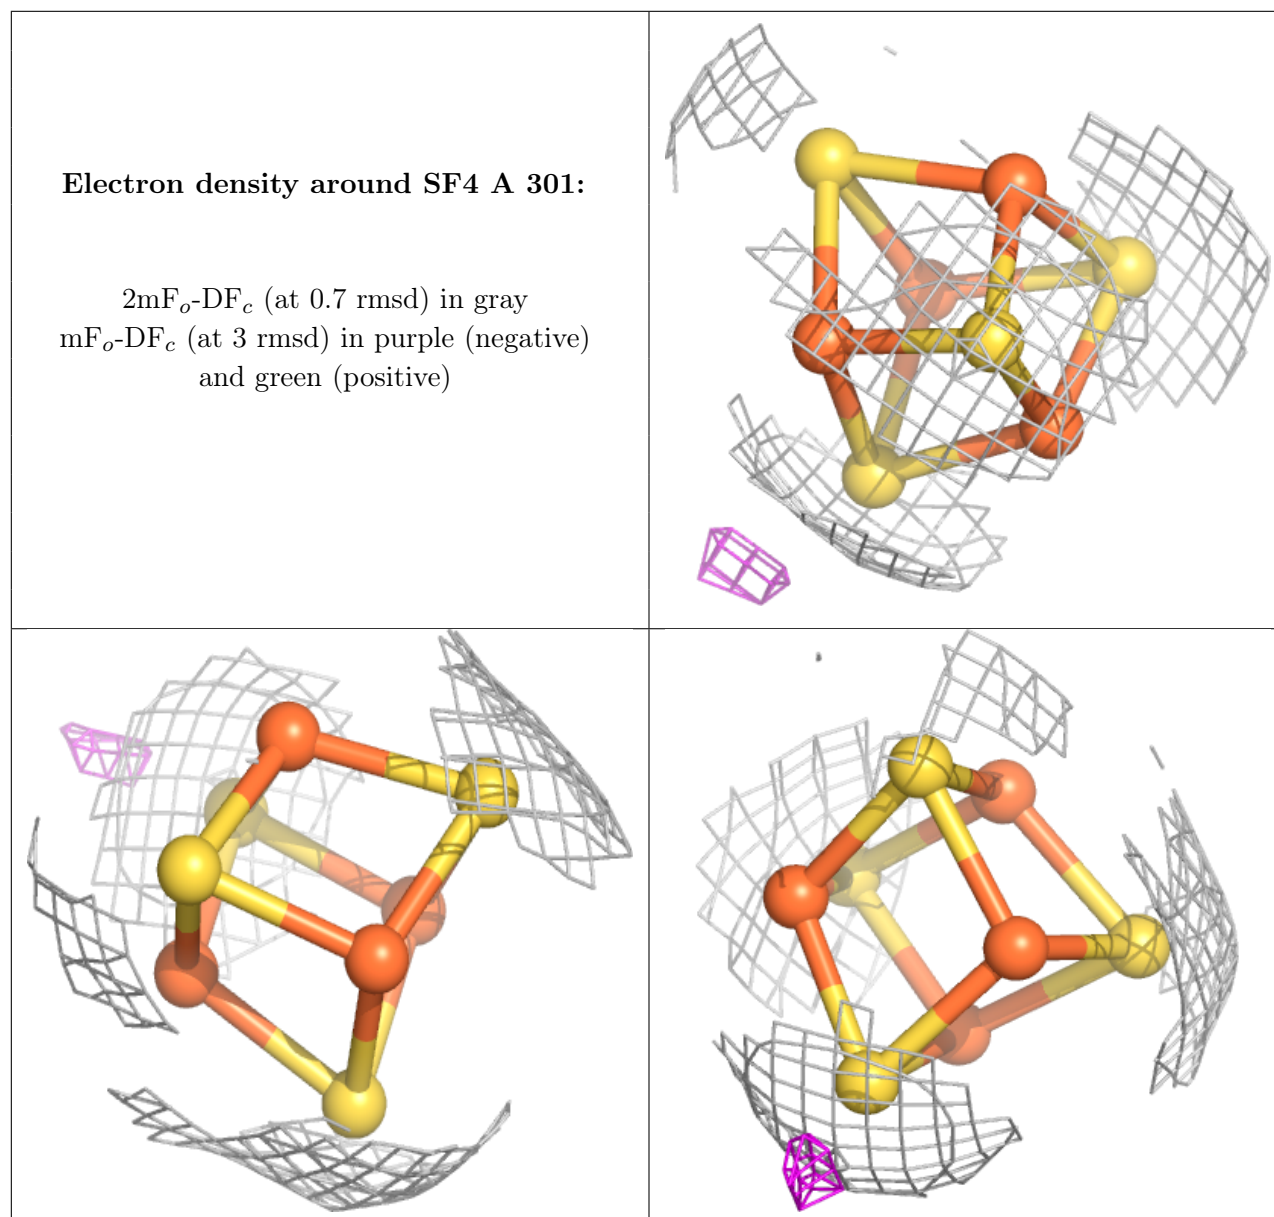 Electron density around SF4 A 301:
2mFo-DFc (at 0.7 rmsd) in gray
mFo-DFc (at 3 rmsd) in purple (negative)
and green (positive)